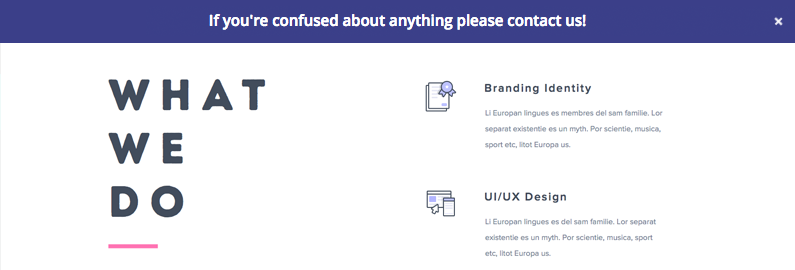 If you're confused about anything please contact us!
×
WHAT
WE
DO
Branding Identity
Li Europan lingues es membres del sam familie. Lor
separat existentie es un myth. Por scientie, musica,
sport etc, litot Europa us.
UI/UX Design
Li Europan lingues es del sam familie. Lor separat
existentie es un myth. Por scientie, musica, sport
etc, litot Europa us.